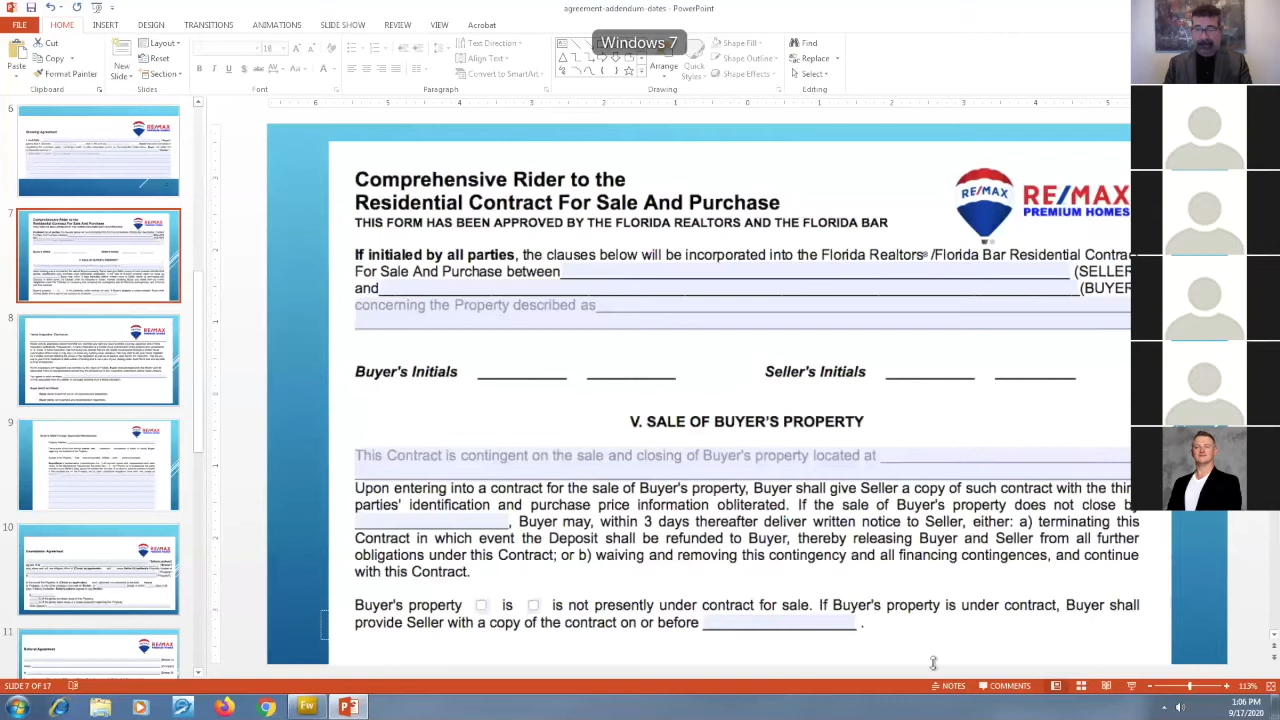 agreement-addendum-dates - PowerPoint
FILE HOME INSERT DESIGN TRANSITIONS ANIMATIONS SLIDE SHOW REVIEW VIEW Acrobat
Windows 7
Cut
Copy
Format Painter
Paste
Clipboard
New
Slide
Layout
Reset
Section
Slides
18
Font
Text Direction
Align Text
Convert to SmartArt
Paragraph
Arrange
Quick
Styles
Shape Fill
Shape Outline
Shape Effects
Drawing
Find
Replace
Select
Editing
6
7
8
9
10
11
Comprehensive Rider to the
Residential Contract For Sale And Purchase
THIS FORM HAS BEEN APPROVED BY THE FLORIDA REALTORS AND THE FLORIDA BAR
RE/MAX
RE/MAX
PREMIUM HOMES
If initialed by all parties, the clauses below will be incorporated into the Florida Realtors® /Florida Bar Residential Contrac
For Sale And Purchase between (SELLER
and (BUYER
concerning the Property described as
Buyer's Initials Seller's Initials
V. SALE OF BUYER'S PROPERTY
This Contract is contingent on the sale and closing of Buyer's property located at
Upon entering into a contract for the sale of Buyer's property, Buyer shall give Seller a copy of such contract with the third
parties' identification and purchase price information obliterated. If the sale of Buyer's property does not close by
, Buyer may, within 3 days thereafter deliver written notice to Seller, either: a) terminating this
Contract in which event the Deposit shall be refunded to Buyer, thereby releasing Buyer and Seller from all further
obligations under this Contract; or b) waiving and removing this contingency and all financing contingencies, and continue
with this Contract.
Buyer's property is is not presently under contract for sale. If Buyer's property is under contract, Buyer shall
provide Seller with a copy of the contract on or before .
SLIDE 7 OF 17
NOTES COMMENTS 113%
1:06 PM
9/17/2020